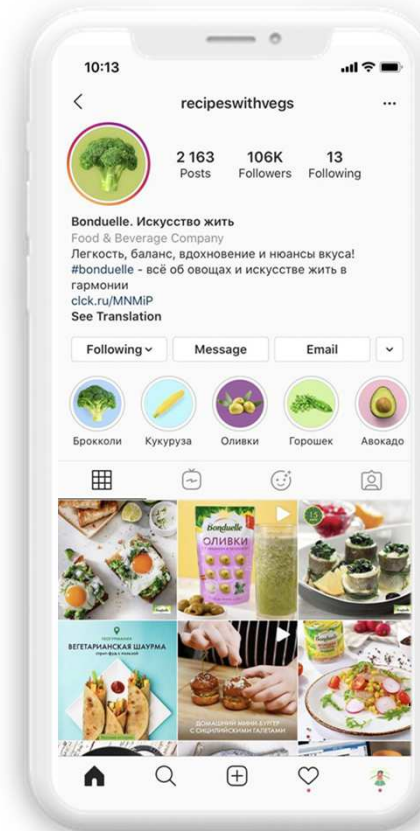 10:13
recipeswithvegs
2 163 106K 13
Posts Followers Following
Bonduelle. Искусство жить
Food & Beverage Company
Легкость, баланс, вдохновение и нюансы вкуса!
#bonduelle - всё об овощах и искусстве жить в
гармонии
clck.ru/MNMiP
See Translation
Following Message Email
Брокколи Кукуруза Оливки Горошек Авокадо
Bonduelle
ОЛИВКИ
15
ВЕГЕТАРИАНСКАЯ ШАУРМА
ДОМАШНИЙ МИНИ-БУРГЕР
С СИЦИЛИЙСКИМИ ГАЛЕТАМИ
Bonduelle